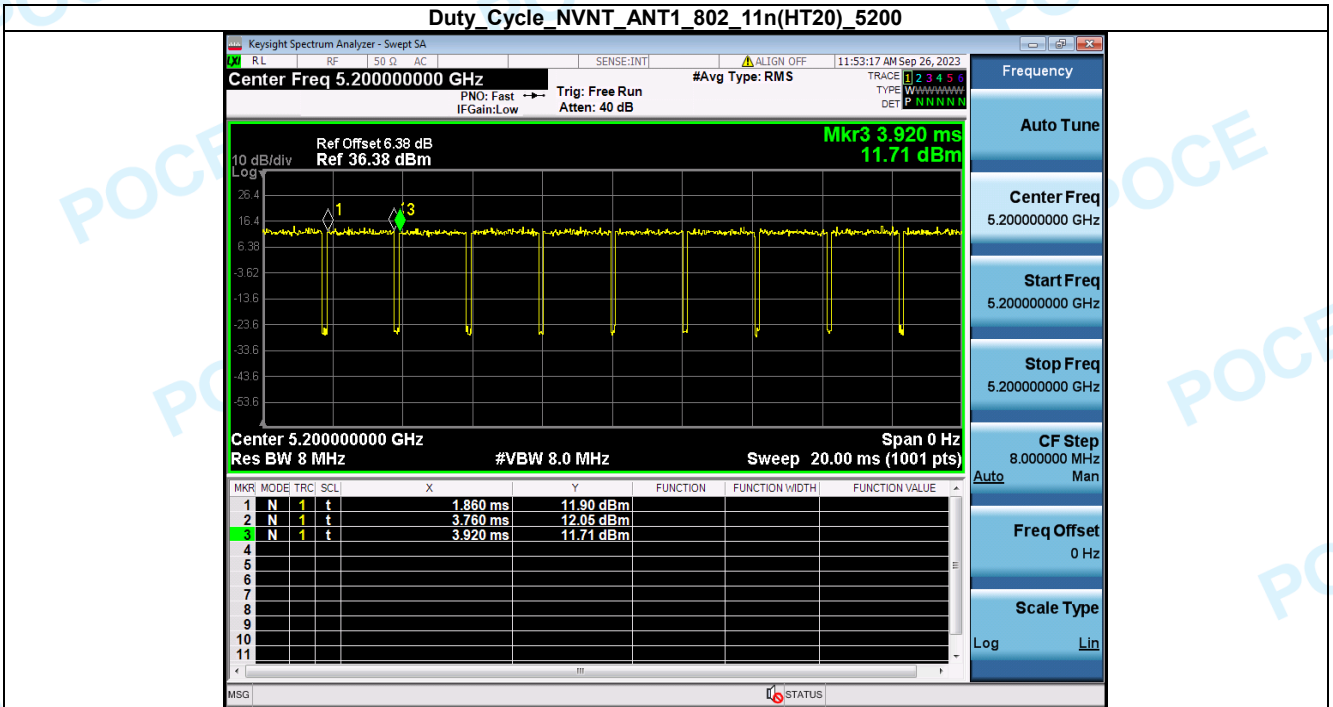 Duty_Cycle_NVNT_ANT1_802_11n(HT20)_5200
Keysight Spectrum Analyzer - Swept SA
LXI RL RF 50 Ω AC SENSE:INT ALIGN OFF 11:53:17 AM Sep 26, 2023
Center Freq 5.200000000 GHz
#Avg Type: RMS
TRACE 1 2 3 4 5 6
TYPE WWWWWW
DET P N N N N N
PNO: Fast
IFGain:Low
Trig: Free Run
Atten: 40 dB
Mkr3 3.920 ms
11.71 dBm
Ref Offset 6.38 dB
10 dB/div Ref 36.38 dBm
Log
26.4
16.4
6.38
-3.62
-13.6
-23.6
-33.6
-43.6
-53.6
1
3
Center 5.200000000 GHz Span 0 Hz
Res BW 8 MHz #VBW 8.0 MHz Sweep 20.00 ms (1001 pts)
MKR MODE TRC SCL X Y FUNCTION FUNCTION WIDTH FUNCTION VALUE
1 N 1 t 1.860 ms 11.90 dBm
2 N 1 t 3.760 ms 12.05 dBm
3 N 1 t 3.920 ms 11.71 dBm
4
5
6
7
8
9
10
11
MSG STATUS
Frequency
Auto Tune
Center Freq
5.200000000 GHz
Start Freq
5.200000000 GHz
Stop Freq
5.200000000 GHz
CF Step
8.000000 MHz
Auto Man
Freq Offset
0 Hz
Scale Type
Log Lin
POCE
POCE
POCE